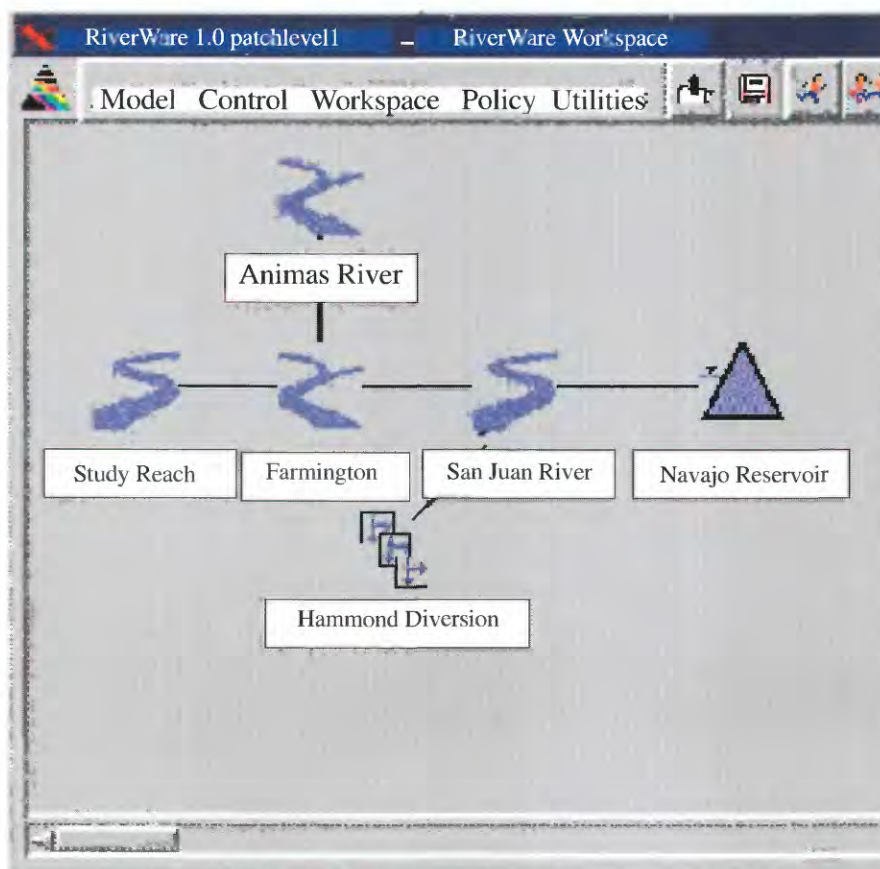 RiverWare 1.0 patchlevel1 – RiverWare Workspace
Model Control Workspace Policy Utilities
Animas River
Study Reach Farmington San Juan River Navajo Reservoir
Hammond Diversion